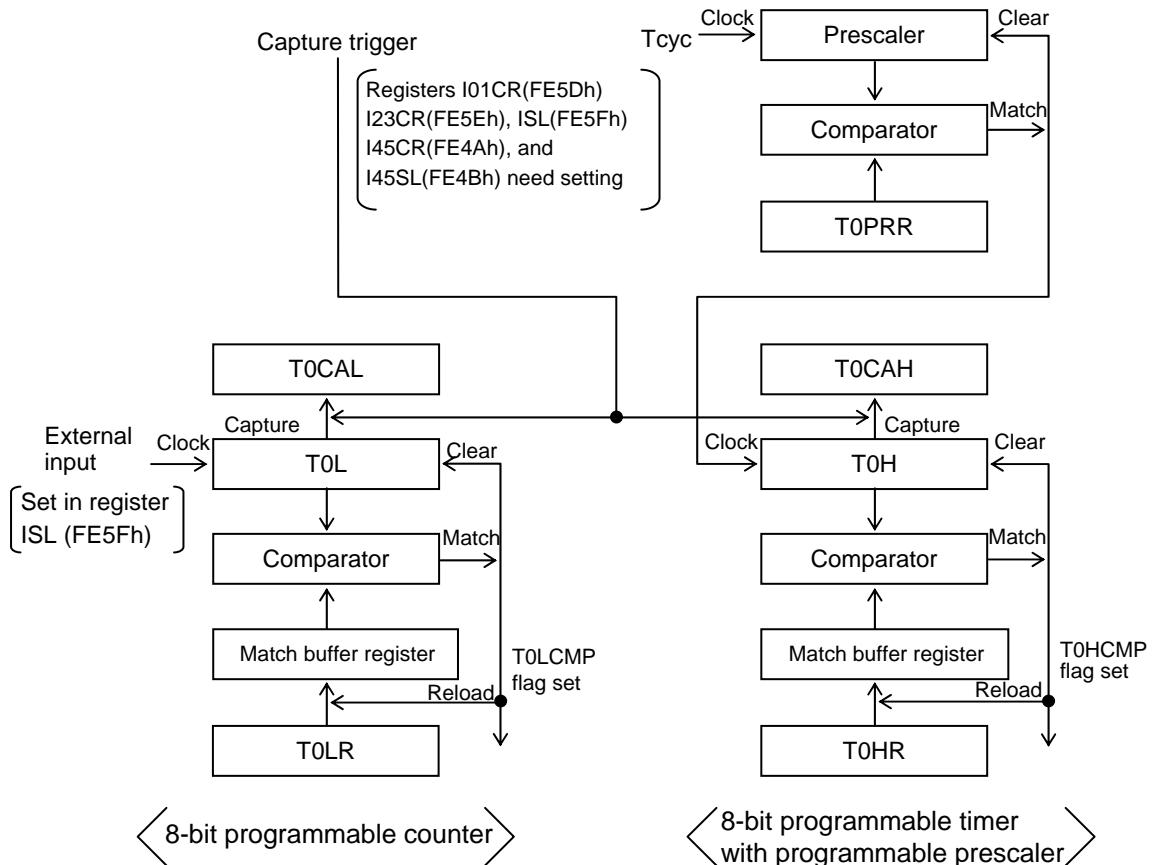 Clock
Clear
Capture trigger
Tcyc
Prescaler
Registers I01CR(FE5Dh)
I23CR(FE5Eh), ISL(FE5Fh)
I45CR(FE4Ah), and
I45SL(FE4Bh) need setting
Comparator
Match
T0PRR
T0CAL
T0CAH
External
input
Clock
Capture
T0L
Clear
Clock
Capture
T0H
Clear
Set in register
ISL (FE5Fh)
Comparator
Match
Comparator
Match
Match buffer register
T0LCMP
flag set
Match buffer register
T0HCMP
flag set
Reload
Reload
T0LR
T0HR
8-bit programmable counter
8-bit programmable timer
with programmable prescaler